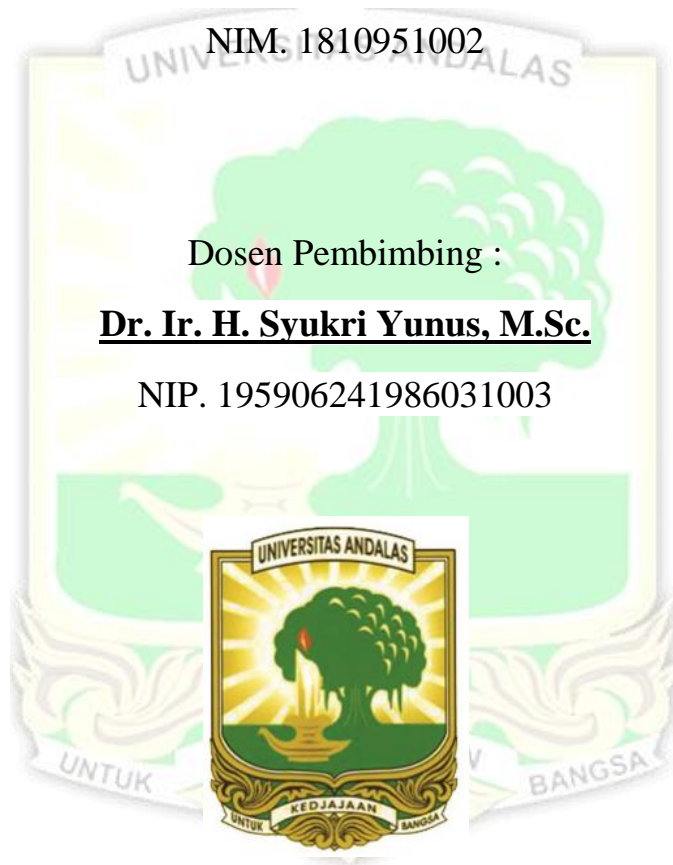 NIM. 1810951002
UNIVERSITAS ANDALAS
Dosen Pembimbing :
Dr. Ir. H. Syukri Yunus, M.Sc.
NIP. 195906241986031003
UNIVERSITAS ANDALAS
UNTUK KEDJAJAAN BANGSA
UNTUK BANGSA